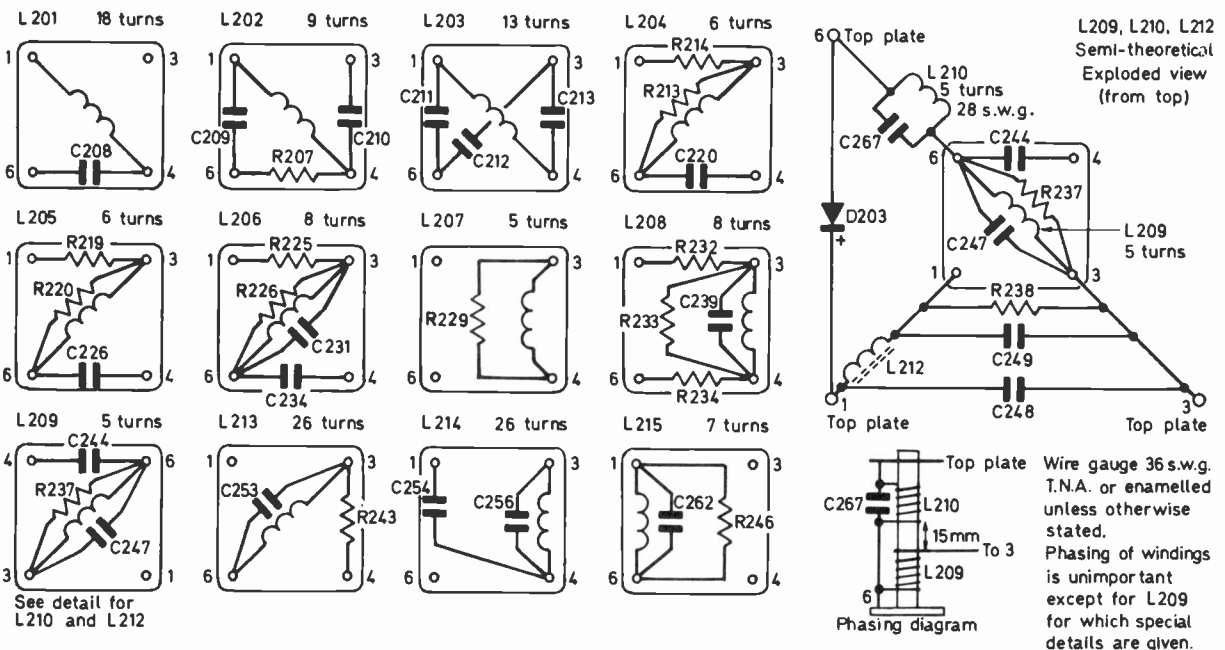 L201 18 turns
1
3
C208
6
4
L202 9 turns
1
3
C209
C210
R207
6
4
L203 13 turns
1
3
C211
C213
C212
6
4
L204 6 turns
R214
1
3
R213
C220
6
4
L205 6 turns
R219
1
3
R220
C226
6
4
L206 8 turns
R225
1
3
R226
C231
6
4
C234
L207 5 turns
1
3
R229
6
4
L208 8 turns
R232
1
3
C239
R233
6
4
R234
L209 5 turns
C244
4
6
R237
C247
3
1
See detail for
L210 and L212
L213 26 turns
1
3
C253
R243
6
4
L214 26 turns
1
3
C254
C256
6
4
L215 7 turns
1
3
C262
R246
6
4
6 Top plate
L209, L210, L212
Semi-theoretical
Exploded view
(from top)
L210
5 turns
28 s.w.g.
C267
C244
6
4
R237
D203
+
C247
L209
5 turns
1
3
R238
C249
L212
C248
1
3
Top plate
Top plate
Top plate
C267
L210
15mm
To 3
L209
6
Phasing diagram
Wire gauge 36 s.w.g.
T.N.A. or enamelled
unless otherwise
stated.
Phasing of windings
is unimportant
except for L209
for which special
details are given.